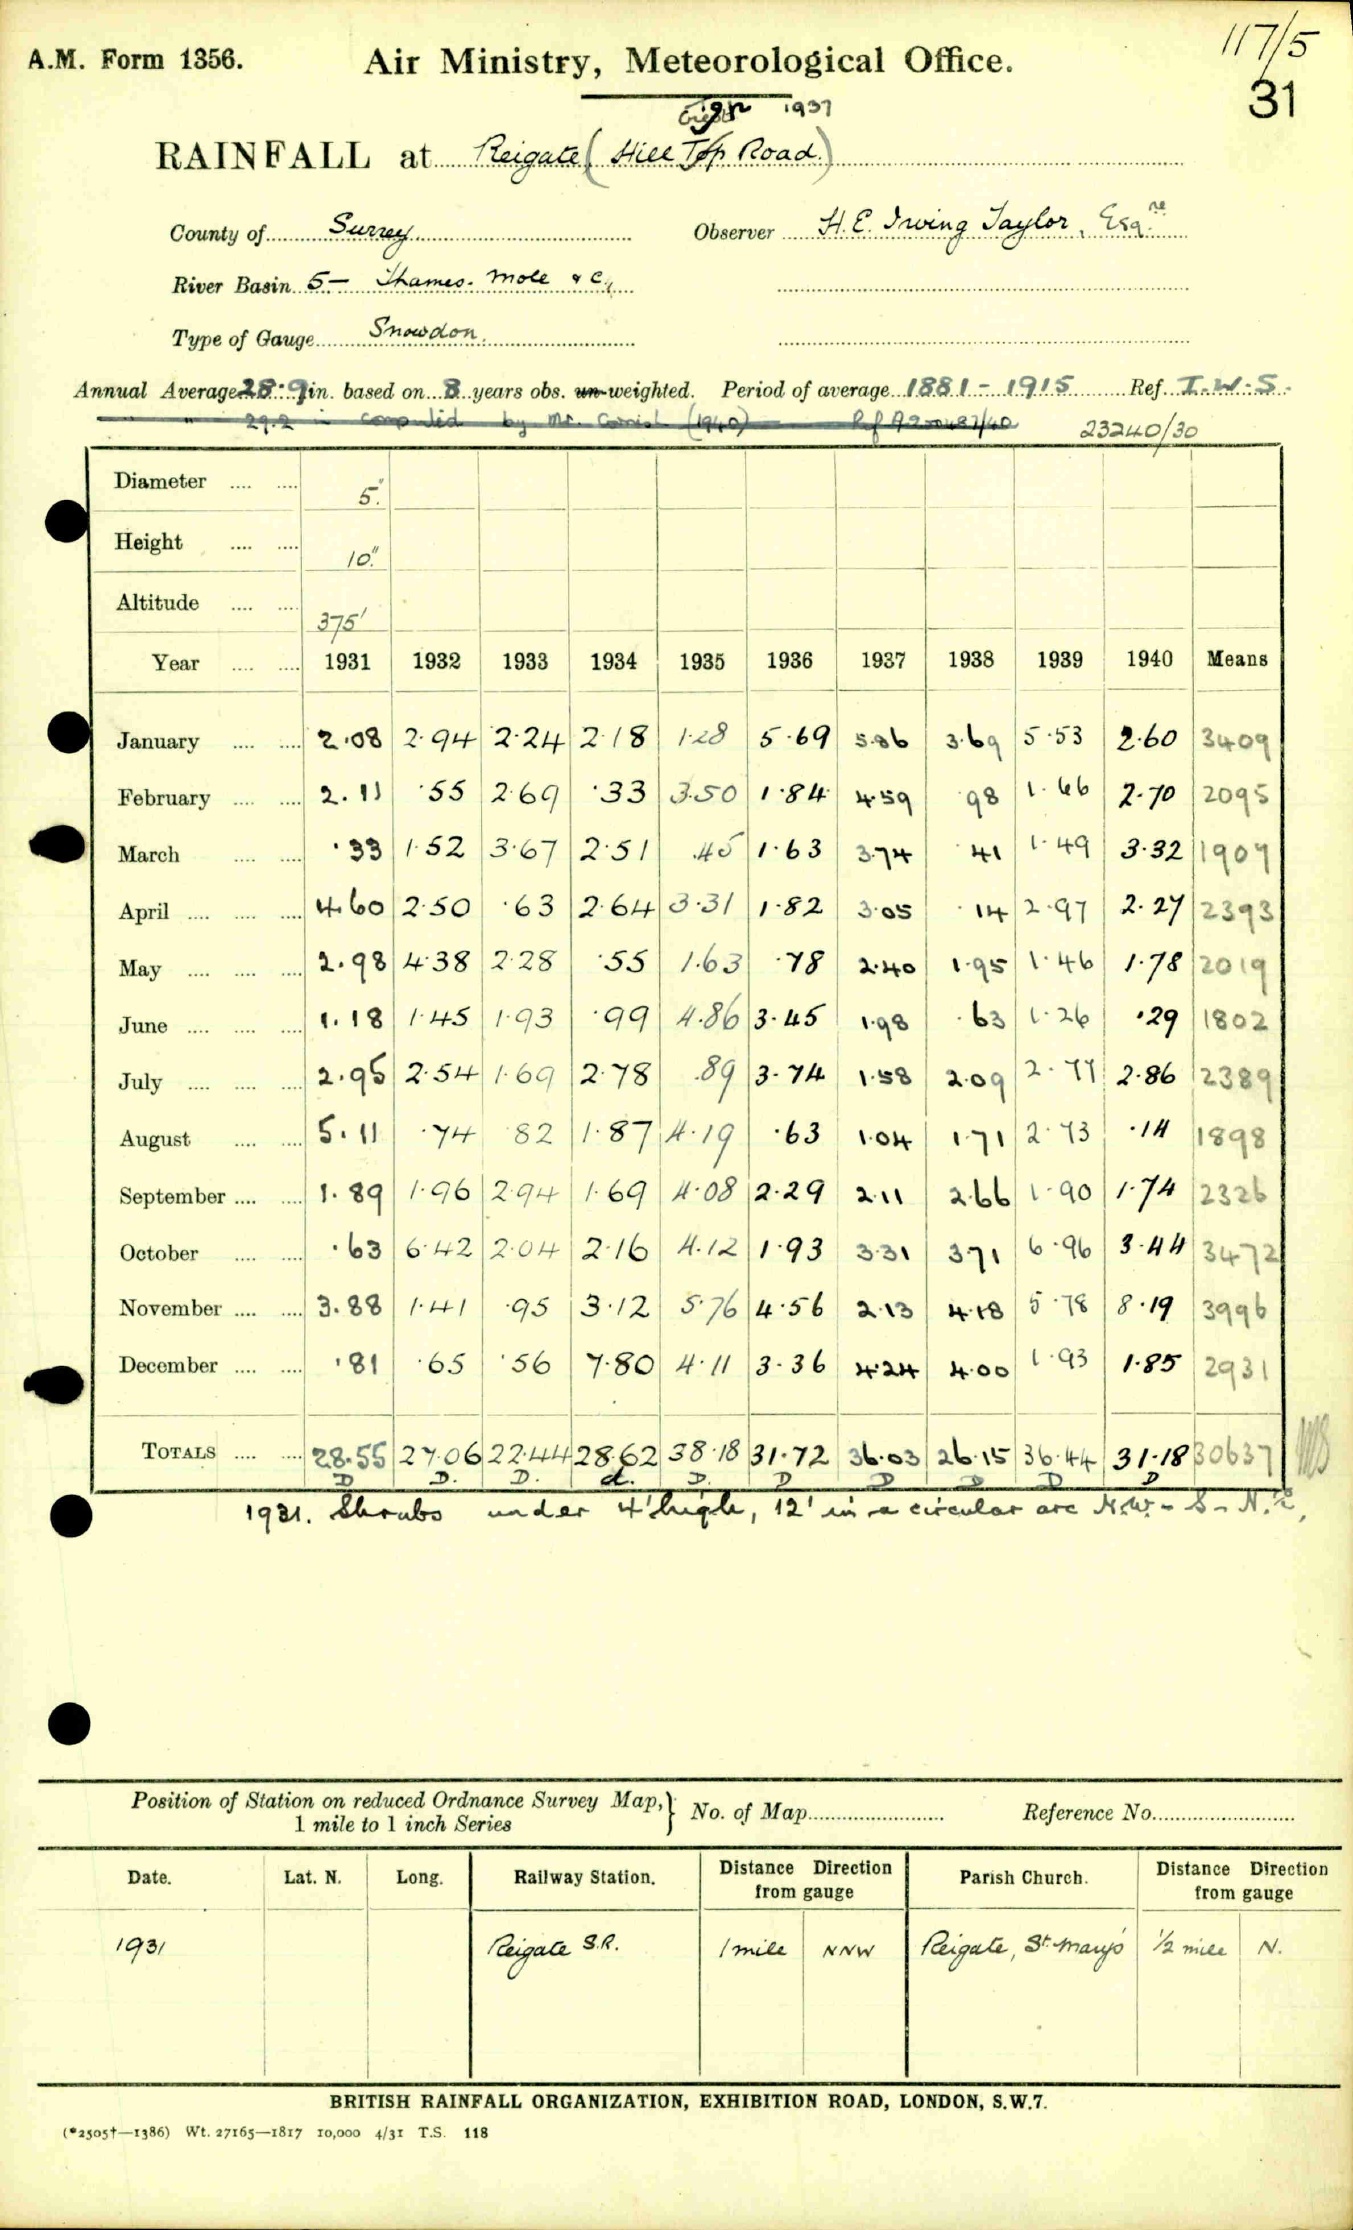 117/5
A.M. Form 1356. Air Ministry, Meteorological Office.
31
1937
RAINFALL at Reigate (Hill Top Road.)
County of Surrey Observer H. E. Irving Taylor, Esqre
River Basin 5 — Thames. Mole & C.,
Type of Gauge Snowdon.
Annual Average 28.9 in. based on 8 years obs. un-weighted. Period of average 1881 - 1915 Ref. I.W.S.
" 29.2 in computed by Mr. (1940) Ref
23240/30
Diameter .... .... 5"
Height .... .... 10"
Altitude .... .... 375'
Year .... .... 1931 1932 1933 1934 1935 1936 1937 1938 1939 1940 Means
January .... .... 2.08 2.94 2.24 2.18 1.28 5.69 5.86 3.69 5.53 2.60 3409
February .... .... 2.11 .55 2.69 .33 3.50 1.84 4.59 98 1.66 2.70 2095
March .... .... .33 1.52 3.67 2.51 .45 1.63 3.74 41 1.49 3.32 1907
April .... .... .... 4.60 2.50 .63 2.64 3.31 1.82 3.05 .14 2.97 2.27 2393
May .... .... .... 2.98 4.38 2.28 .55 1.63 .78 2.40 1.95 1.46 1.78 2019
June .... .... .... 1.18 1.45 1.93 .99 4.86 3.45 1.98 .63 1.26 .29 1802
July .... .... .... 2.95 2.54 1.69 2.78 .89 3.74 1.58 2.09 2.77 2.86 2389
August .... .... 5.11 .74 82 1.87 4.19 .63 1.04 1.71 2.73 .14 1898
September .... .... 1.89 1.96 2.94 1.69 4.08 2.29 2.11 2.66 1.90 1.74 2326
October .... .... .63 6.42 2.04 2.16 4.12 1.93 3.31 3.71 6.96 3.44 3472
November .... .... 3.88 1.41 .95 3.12 5.76 4.56 2.13 4.18 5.78 8.19 3996
December .... .... .81 .65 .56 7.80 4.11 3.36 4.24 4.00 1.93 1.85 2931
TOTALS .... .... 28.55 27.06 22.44 28.62 38.18 31.72 36.03 26.15 36.44 31.18 30637
D D. D. d. D. D D D D D
1931. Shrubs under 4' high, 12' in a circular arc N.W. - S - N.E,
Position of Station on reduced Ordnance Survey Map,} No. of Map Reference No.
1 mile to 1 inch Series
Date. Lat. N. Long. Railway Station. Distance Direction from gauge Parish Church. Distance Direction from gauge
1931 Reigate S.R. 1 mile NNW Reigate, St. Mary's 1/2 mile N.
BRITISH RAINFALL ORGANIZATION, EXHIBITION ROAD, LONDON, S.W.7.
(*2505†—1386) Wt. 27165—1817 10,000 4/31 T.S. 118